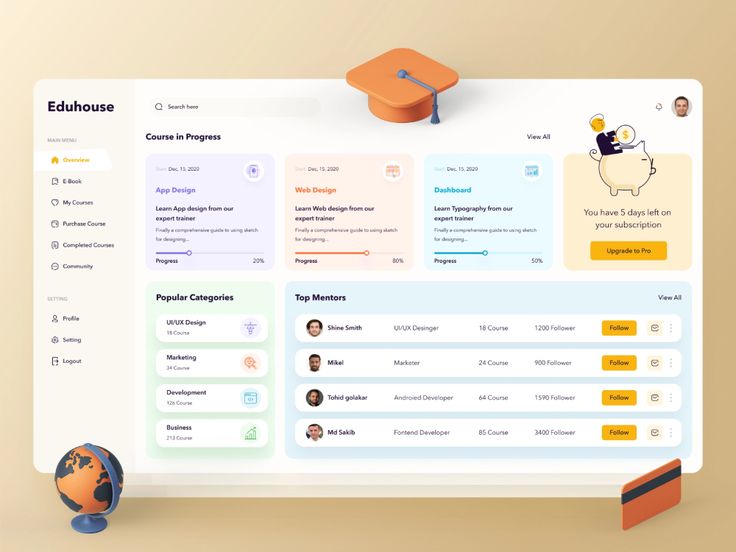 Eduhouse
Search here
MAIN MENU
Overview
E-Book
My Courses
Purchase Course
Completed Courses
Community
SETTING
Profile
Setting
Logout
Course in Progress
View All
Start: Dec, 15, 2020
App Design
Learn App design from our
expert trainer
Finally a comprehensive guide to using sketch
for designing...
Progress
20%
Start: Dec, 15, 2020
Web Design
Learn Web design from our
expert trainer
Finally a comprehensive guide to using sketch
for designing...
Progress
80%
Start: Dec, 15, 2020
Dashboard
Learn Typography from our
expert trainer
Finally a comprehensive guide to using sketch
for designing...
Progress
50%
$
You have 5 days left on
your subscription
Upgrade to Pro
Popular Categories
UI/UX Design
18 Course
Marketing
34 Course
Development
126 Course
Business
213 Course
Top Mentors
View All
Shine Smith UI/UX Desinger 18 Course 1200 Follower Follow
Mikel Marketer 24 Course 900 Follower Follow
Tohid golakar Androied Developer 64 Course 1590 Follower Follow
Md Sakib Fontend Developer 85 Course 3400 Follower Follow